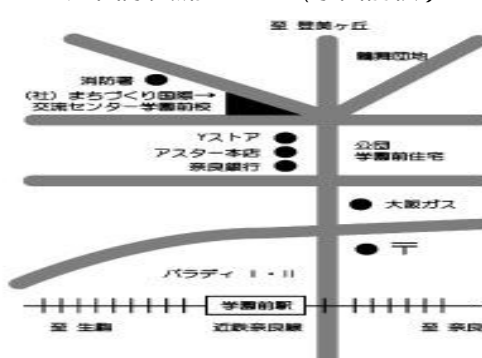 至 登美ヶ丘
鶴舞団地
消防署
(社) まちづくり国際→
交流センター学園前校
Yストア
アスター本店
奈良銀行
公団
学園前住宅
大阪ガス
〒
パラディ Ⅰ・Ⅱ
学園前駅
至 生駒
近鉄奈良線
至 奈良